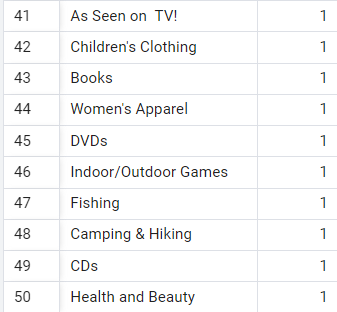 41 As Seen on  TV! 1
42 Children's Clothing 1
43 Books 1
44 Women's Apparel 1
45 DVDs 1
46 Indoor/Outdoor Games 1
47 Fishing 1
48 Camping & Hiking 1
49 CDs 1
50 Health and Beauty 1